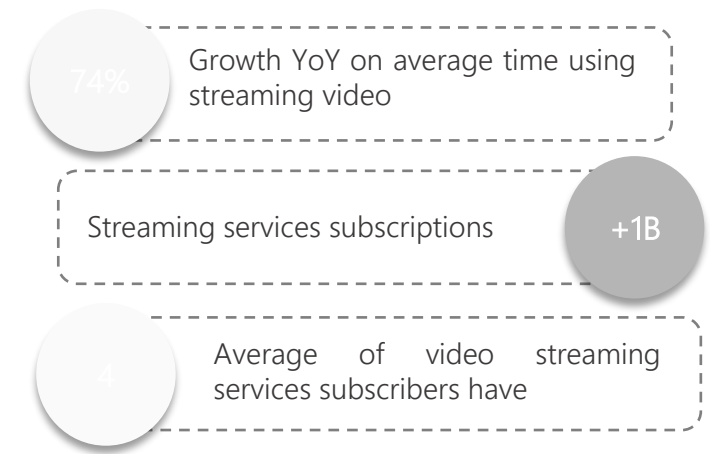 74%
Growth YoY on average time using
streaming video
Streaming services subscriptions
+1B
4
Average of video streaming
services subscribers have